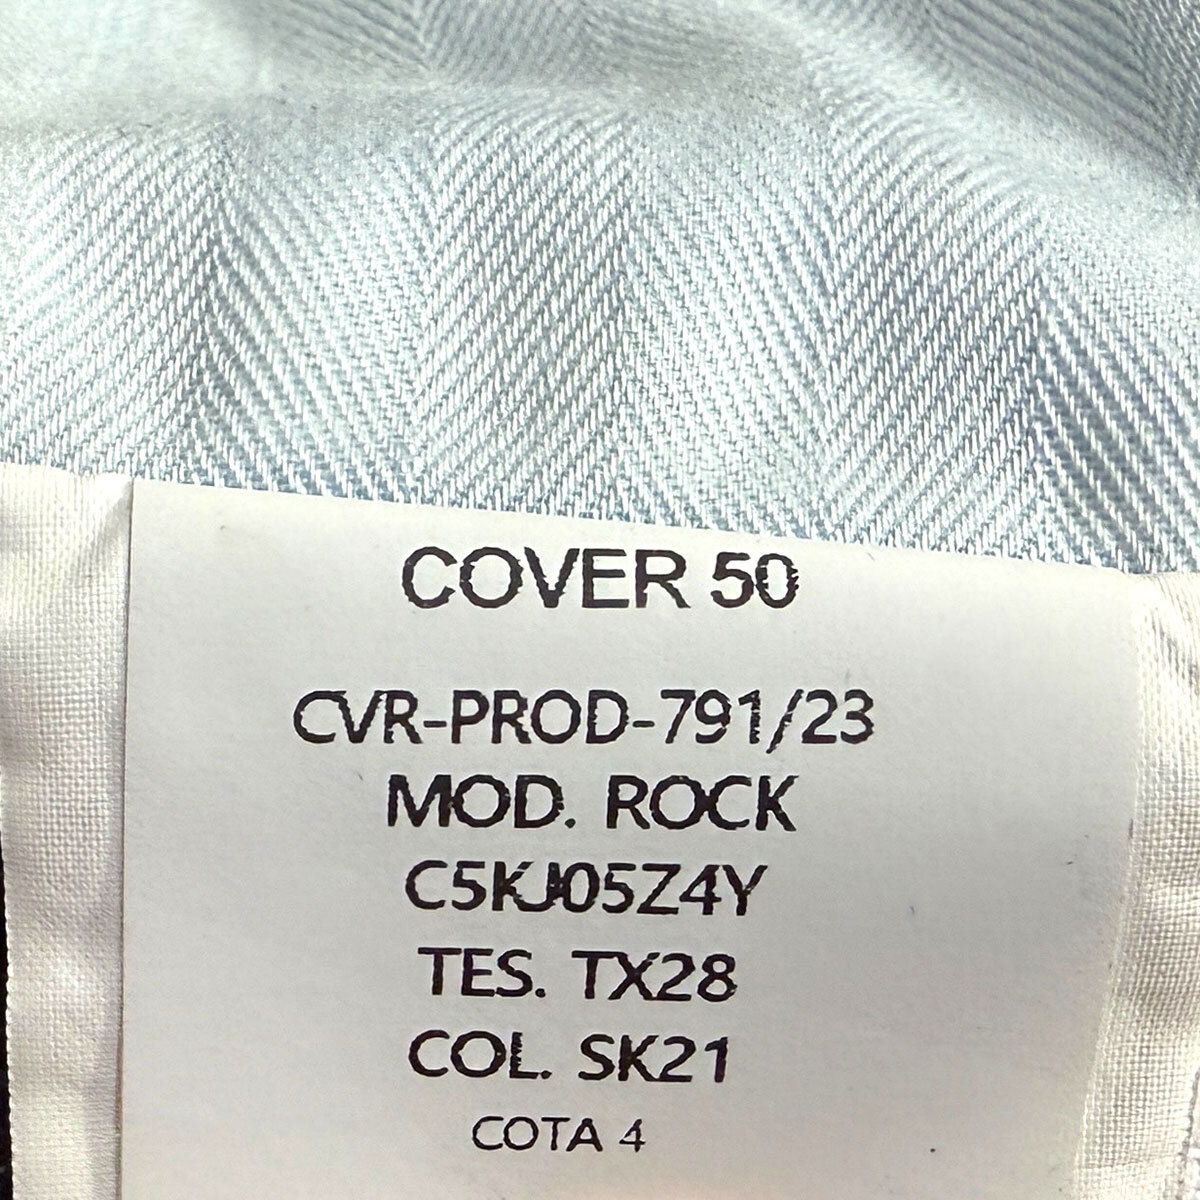 COVER 50
CVR-PROD-791/23
MOD. ROCK
C5KJ05Z4Y
TES. TX28
COL. SK21
COTA 4